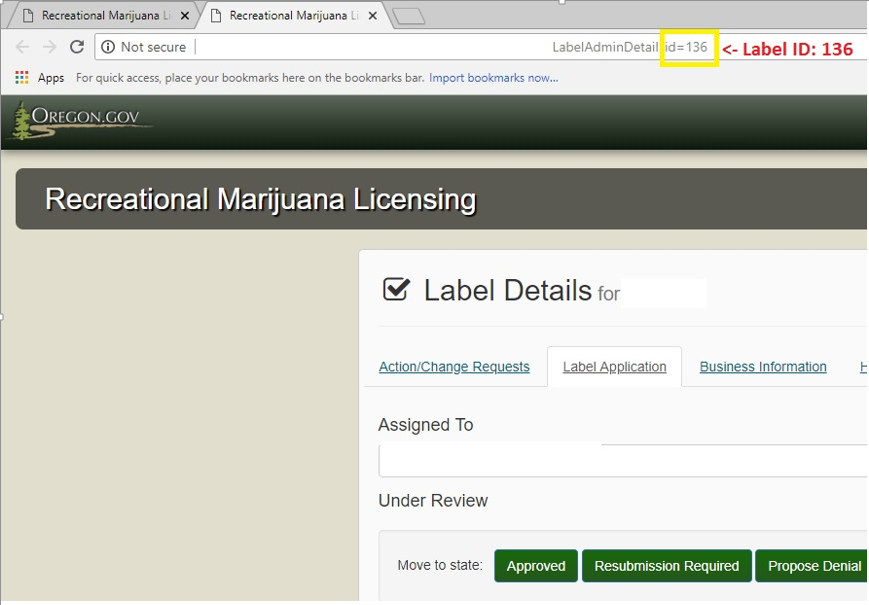 Recreational Marijuana Li
Recreational Marijuana Li
Not secure
LabelAdminDetail
id=136
<- Label ID: 136
Apps For quick access, place your bookmarks here on the bookmarks bar. Import bookmarks now...
OREGON.GOV
Recreational Marijuana Licensing
Label Details for
Action/Change Requests Label Application Business Information H
Assigned To
Under Review
Move to state: Approved Resubmission Required Propose Denial